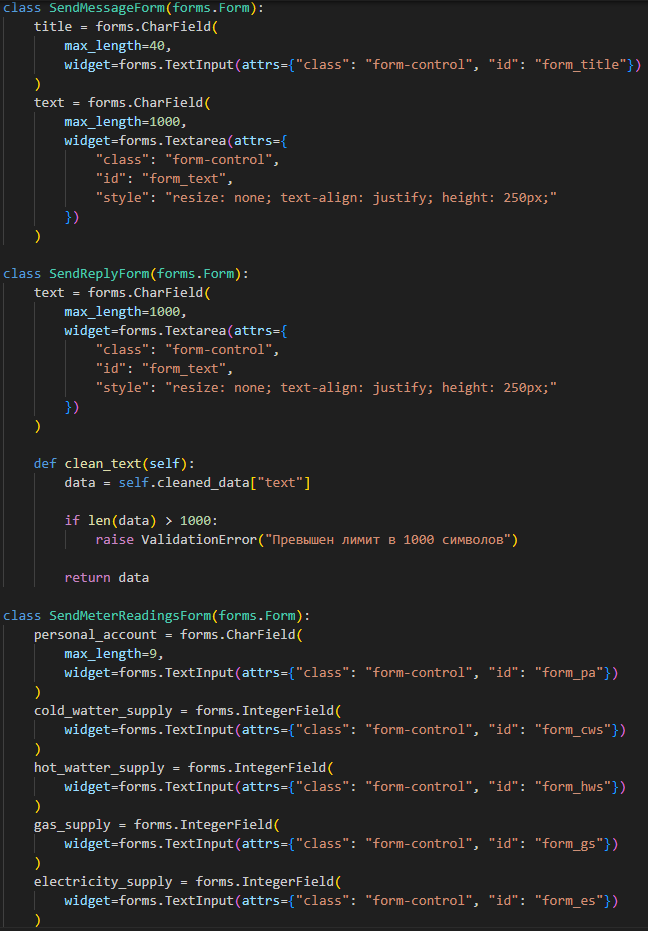 class SendMessageForm(forms.Form):
    title = forms.CharField(
        max_length=40,
        widget=forms.TextInput(attrs={"class": "form-control", "id": "form_title"})
    )
    text = forms.CharField(
        max_length=1000,
        widget=forms.Textarea(attrs={
            "class": "form-control",
            "id": "form_text",
            "style": "resize: none; text-align: justify; height: 250px;"
        })
    )

class SendReplyForm(forms.Form):
    text = forms.CharField(
        max_length=1000,
        widget=forms.Textarea(attrs={
            "class": "form-control",
            "id": "form_text",
            "style": "resize: none; text-align: justify; height: 250px;"
        })
    )

    def clean_text(self):
        data = self.cleaned_data["text"]

        if len(data) > 1000:
            raise ValidationError("Превышен лимит в 1000 символов")

        return data

class SendMeterReadingsForm(forms.Form):
    personal_account = forms.CharField(
        max_length=9,
        widget=forms.TextInput(attrs={"class": "form-control", "id": "form_pa"})
    )
    cold_watter_supply = forms.IntegerField(
        widget=forms.TextInput(attrs={"class": "form-control", "id": "form_cws"})
    )
    hot_watter_supply = forms.IntegerField(
        widget=forms.TextInput(attrs={"class": "form-control", "id": "form_hws"})
    )
    gas_supply = forms.IntegerField(
        widget=forms.TextInput(attrs={"class": "form-control", "id": "form_gs"})
    )
    electricity_supply = forms.IntegerField(
        widget=forms.TextInput(attrs={"class": "form-control", "id": "form_es"})
    )